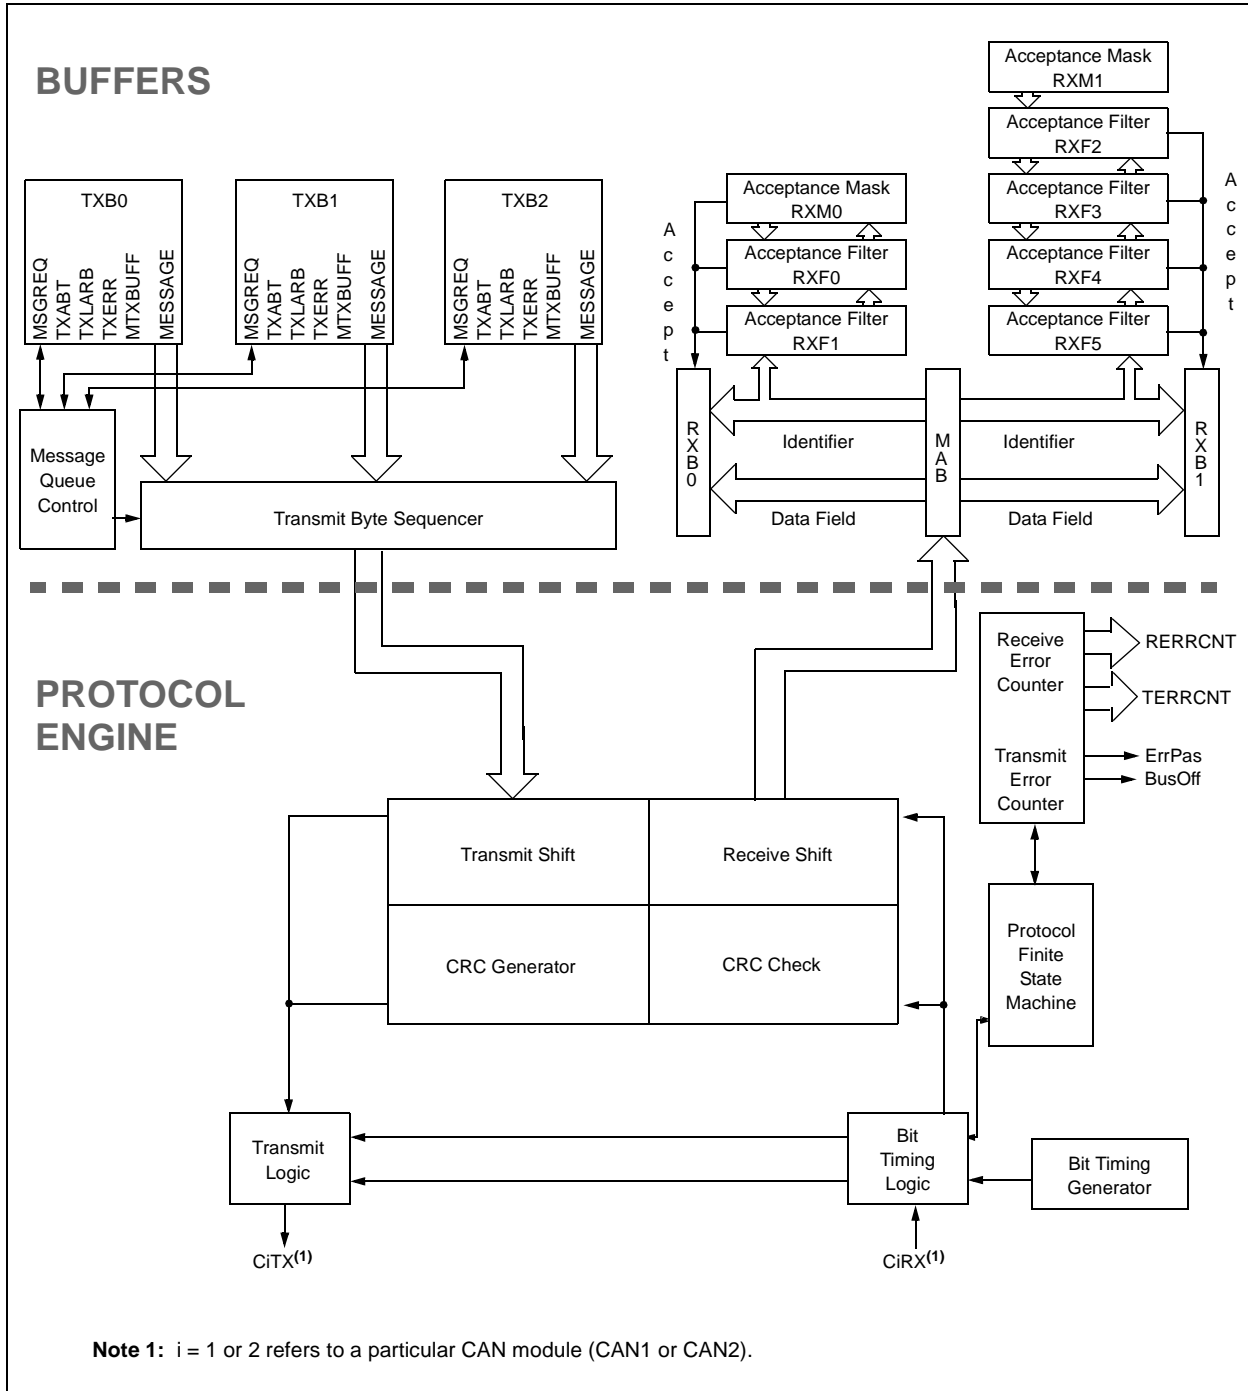 BUFFERS
Acceptance Mask
RXM1
Acceptance Filter
RXF2
Acceptance Filter
RXF3
Acceptance Filter
RXF4
Acceptance Filter
RXF5
Accept
Acceptance Mask
RXM0
Acceptance Filter
RXF0
Acceptance Filter
RXF1
Accept
TXB0
MSGREQ
TXABT
TXLARB
TXERR
MTXBUFF
MESSAGE
TXB1
MSGREQ
TXABT
TXLARB
TXERR
MTXBUFF
MESSAGE
TXB2
MSGREQ
TXABT
TXLARB
TXERR
MTXBUFF
MESSAGE
Message
Queue
Control
Transmit Byte Sequencer
RXB0
Identifier
Data Field
MAB
Identifier
Data Field
RXB1
PROTOCOL
ENGINE
Receive
Error
Counter
Transmit
Error
Counter
RERRCNT
TERRCNT
ErrPas
BusOff
Transmit Shift
Receive Shift
CRC Generator
CRC Check
Protocol
Finite
State
Machine
Transmit
Logic
Bit
Timing
Logic
Bit Timing
Generator
CiTX(1)
CiRX(1)
Note 1: i = 1 or 2 refers to a particular CAN module (CAN1 or CAN2).